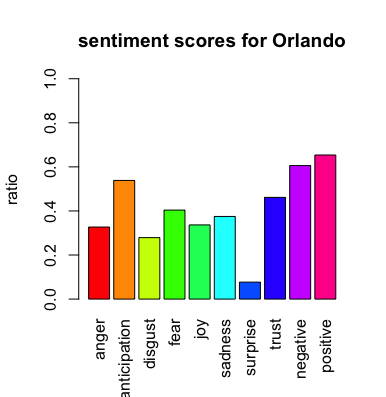 sentiment scores for Orlando
ratio
1.0
0.8
0.6
0.4
0.2
0.0
anger
anticipation
disgust
fear
joy
sadness
surprise
trust
negative
positive